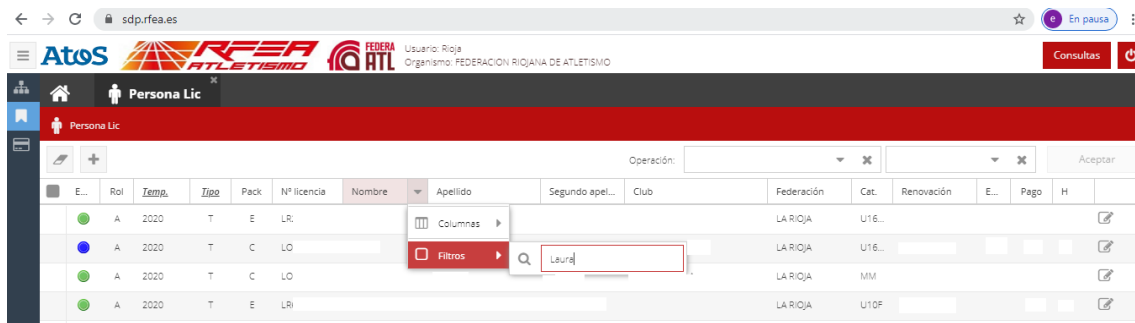 sdp.rfea.es
e En pausa
Atos RFEA ATLETISMO FEDERA ATL Usuario: Rioja
Organismo: FEDERACION RIOJANA DE ATLETISMO
Consultas
Persona Lic
Persona Lic
Operación: Aceptar
E... Rol Temp. Tipo Pack Nº licencia Nombre Apellido Segundo apel... Club Federación Cat. Renovación E... Pago H
A 2020 T E LR: Columnas LA RIOJA U16...
A 2020 T C LO Filtros Laura LA RIOJA U16...
A 2020 T C LO LA RIOJA MM
A 2020 T E LR LA RIOJA U10F